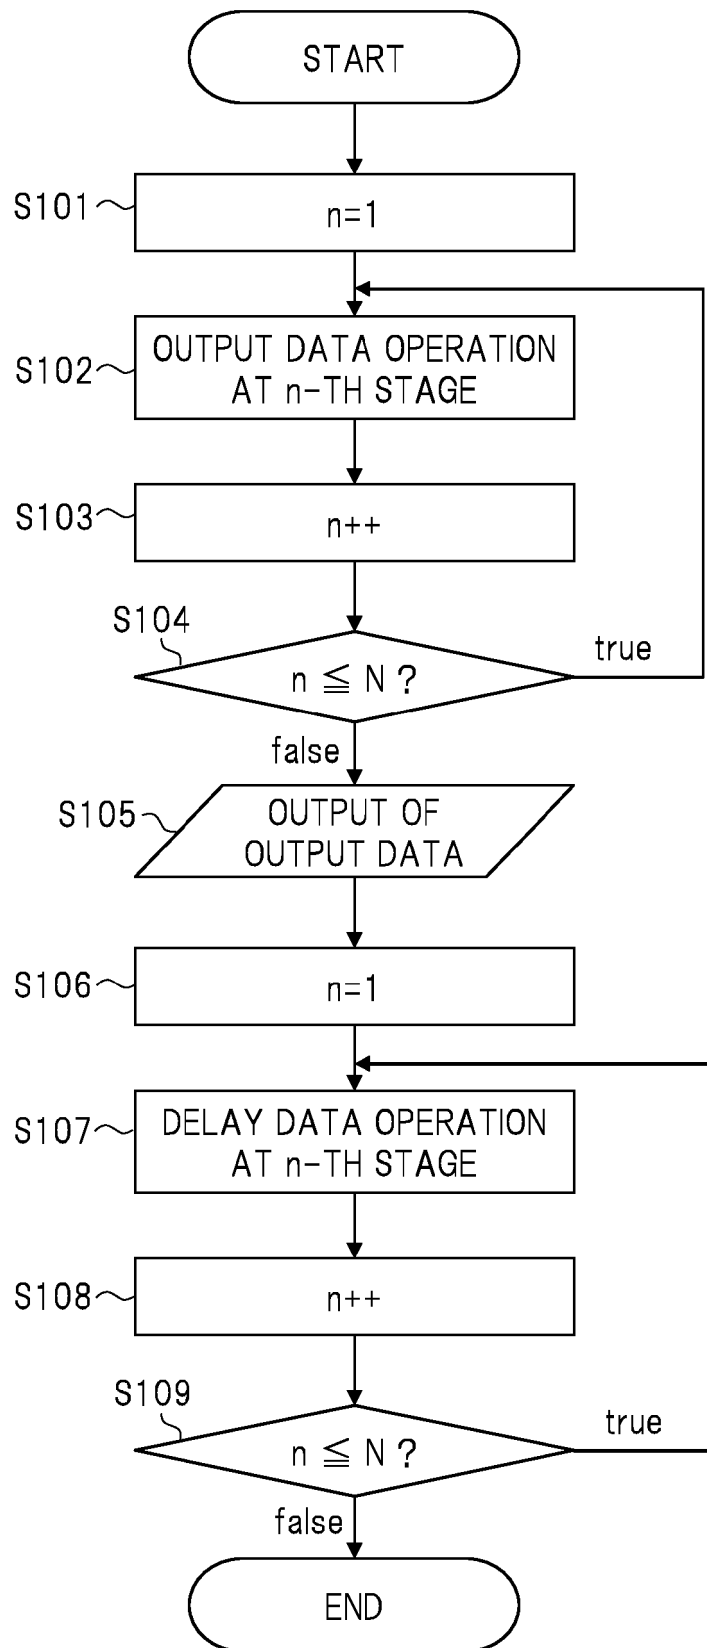 START
S101
n=1
S102
OUTPUT DATA OPERATION
AT n-TH STAGE
S103
n++
S104
n ≦ N ?
true
false
S105
OUTPUT OF
OUTPUT DATA
S106
n=1
S107
DELAY DATA OPERATION
AT n-TH STAGE
S108
n++
S109
n ≦ N ?
true
false
END